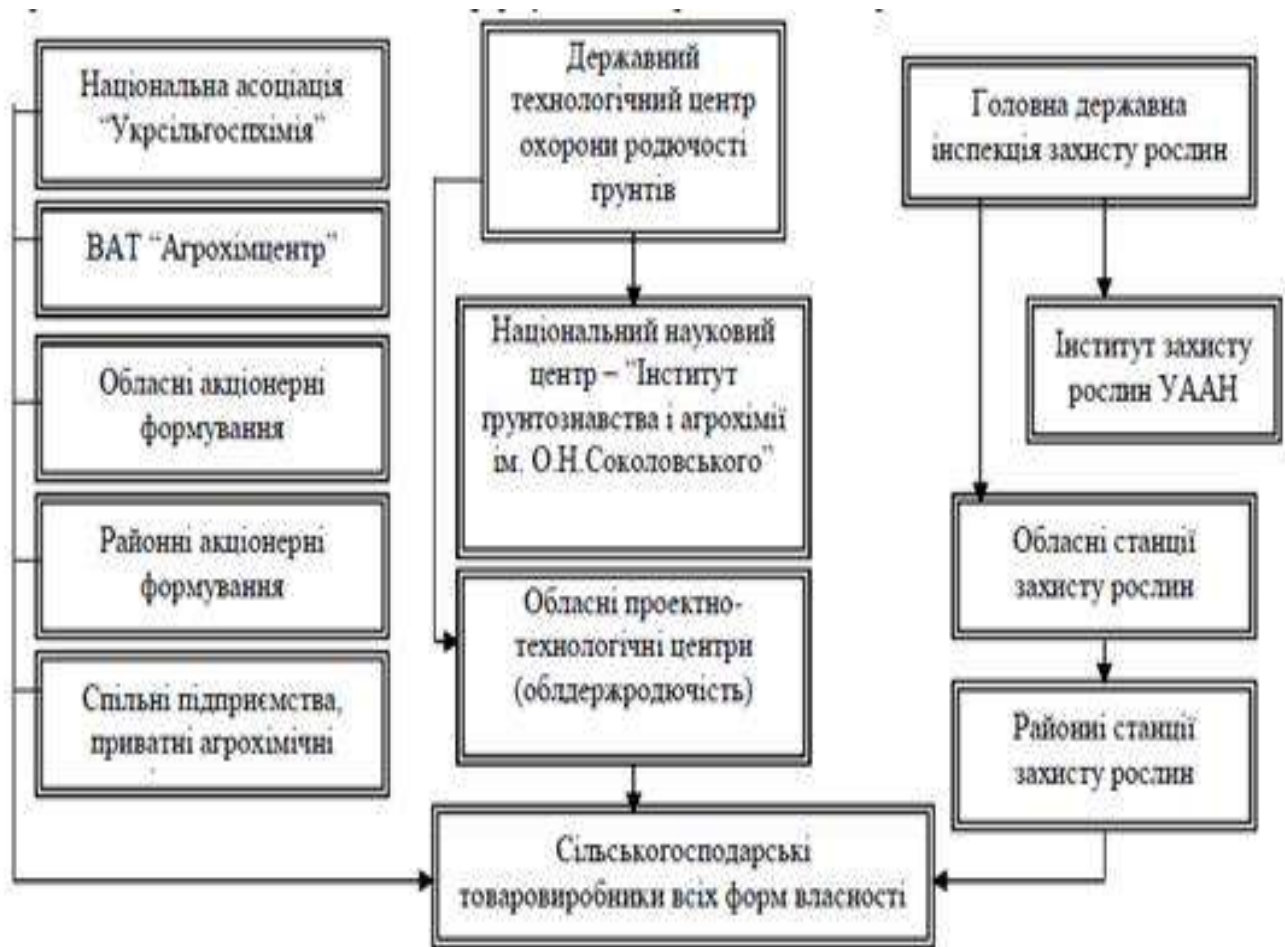 Національна асоціація
“Укрсільгоспхімія”
ВАТ “Агрохімцентр”
Обласні акціонерні
формування
Районні акціонерні
формування
Спільні підприємства,
приватні агрохімічні
Державний
технологічний центр
охорони родючості
ґрунтів
Національний науковий
центр – “Інститут
ґрунтознавства і агрохімії
ім. О.Н.Соколовського”
Обласні проектно-
технологічні центри
(облдержродючість)
Головна державна
інспекція захисту рослин
Інститут захисту
рослин УААН
Обласні станції
захисту рослин
Районні станції
захисту рослин
Сільськогосподарські
товаровиробники всіх форм власності